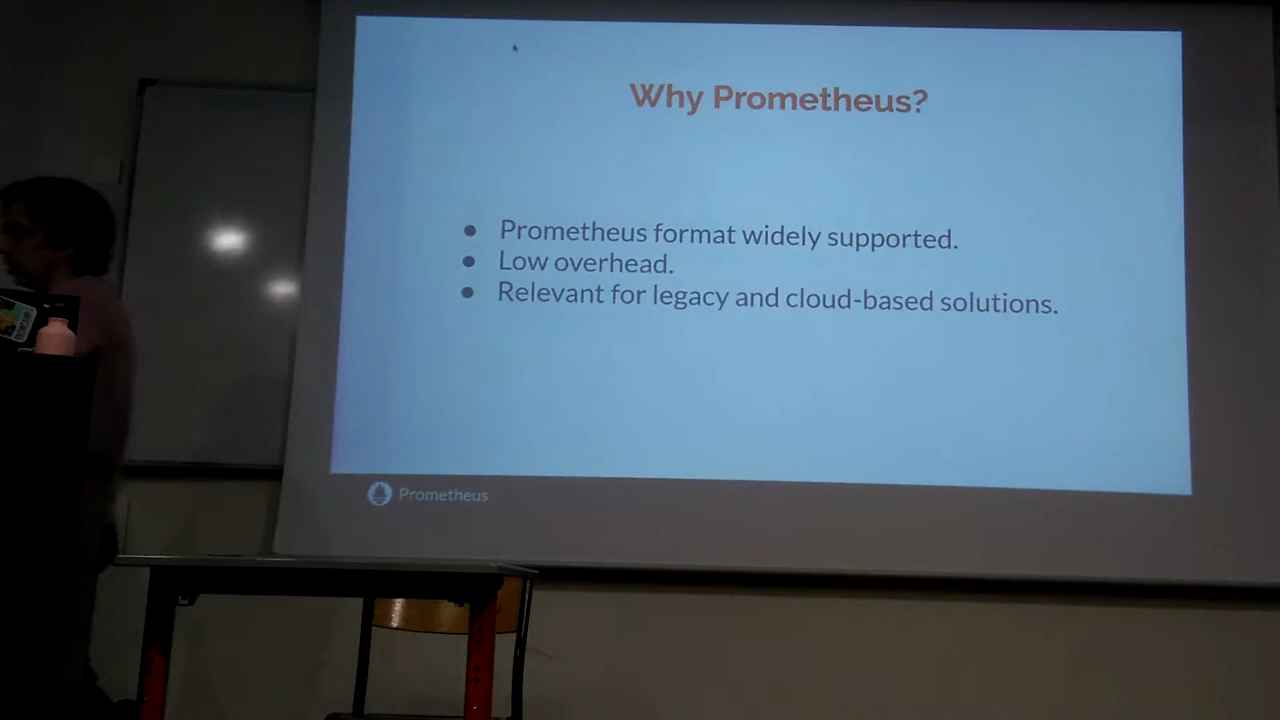 Why Prometheus?
● Prometheus format widely supported.
● Low overhead.
● Relevant for legacy and cloud-based solutions.
Prometheus